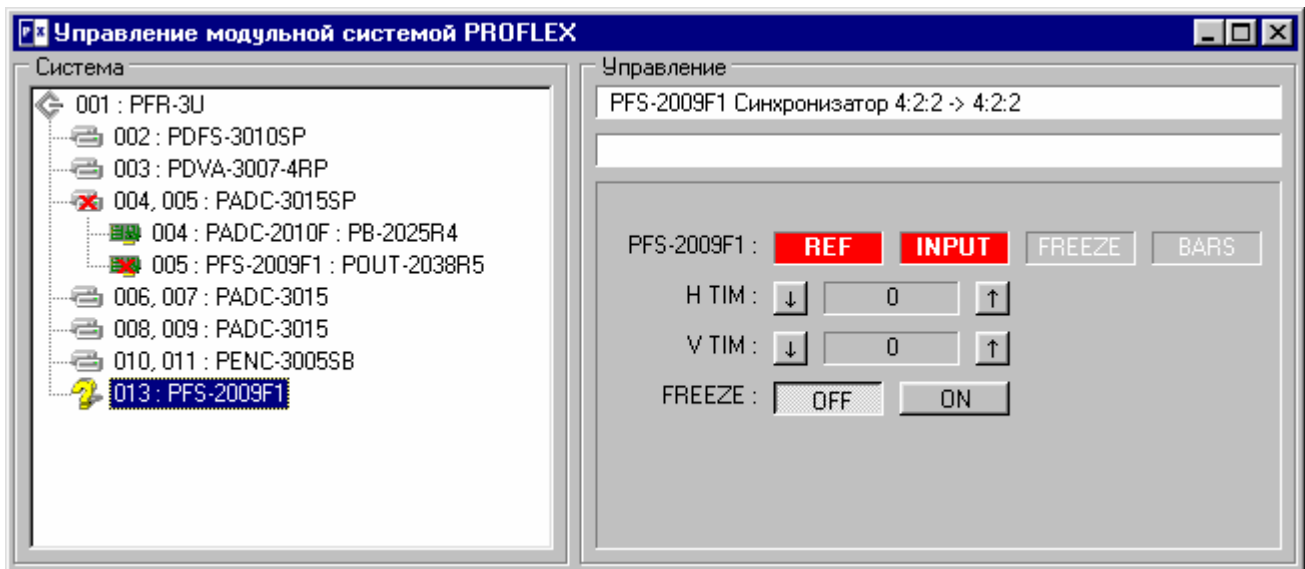 Управление модульной системой PROFLEX
Система
001 : PFR-3U
002 : PDFS-3010SP
003 : PDVA-3007-4RP
004, 005 : PADC-3015SP
004 : PADC-2010F : PB-2025R4
005 : PFS-2009F1 : POUT-2038R5
006, 007 : PADC-3015
008, 009 : PADC-3015
010, 011 : PENC-3005SB
013 : PFS-2009F1
Управление
PFS-2009F1 Синхронизатор 4:2:2 -> 4:2:2
PFS-2009F1 : REF INPUT FREEZE BARS
H TIM : ↓ 0 ↑
V TIM : ↓ 0 ↑
FREEZE : OFF ON